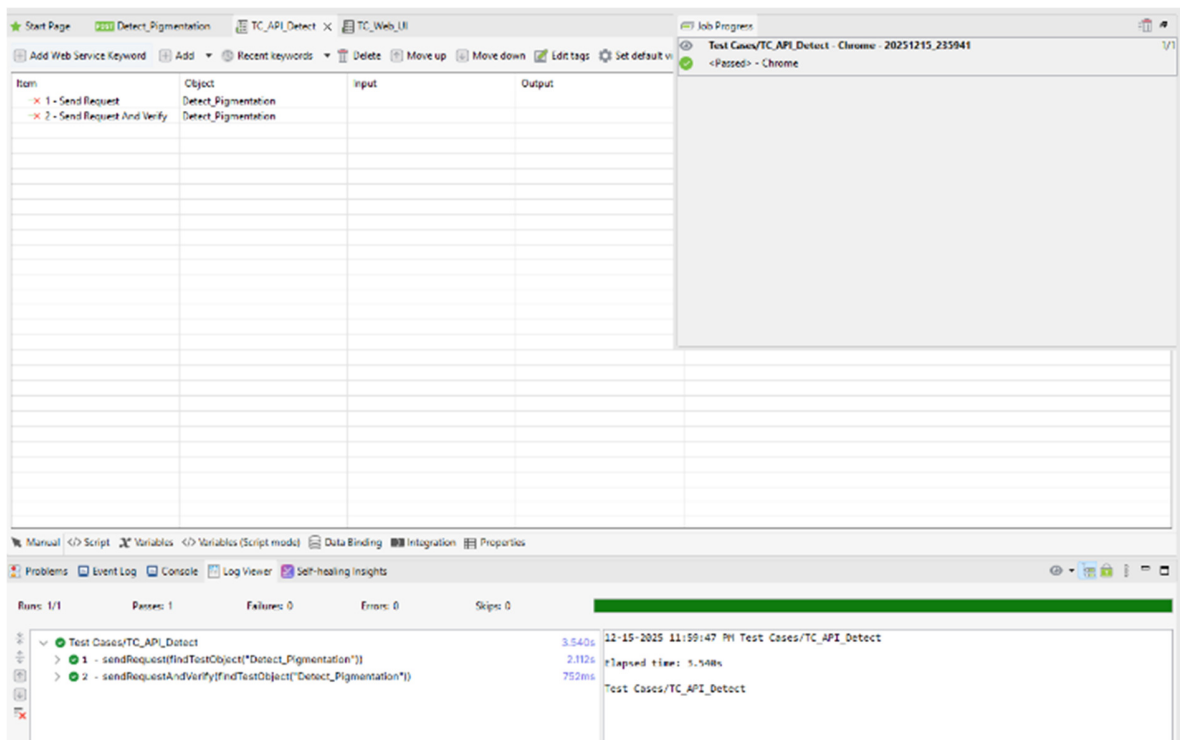 Start Page POST Detect_Pigmentation TC_API_Detect TC_Web_UI
Job Progress
Add Web Service Keyword Add Recent keywords Delete Move up Move down Edit tags Set default vi
Test Cases/TC_API_Detect - Chrome - 20251215_235941 1/1
<Passed> - Chrome
Item Object Input Output
1 - Send Request Detect_Pigmentation
2 - Send Request And Verify Detect_Pigmentation
Manual </> Script Variables </> Variables (Script mode) Data Binding Integration Properties
Problems Event Log Console Log Viewer Self-healing Insights
Runs: 1/1 Passes: 1 Failures: 0 Errors: 0 Skips: 0
Test Cases/TC_API_Detect 3.540s
1 - sendRequest(findTestObject("Detect_Pigmentation")) 2.112s
2 - sendRequestAndVerify(findTestObject("Detect_Pigmentation")) 752ms
12-15-2025 11:59:47 PM Test Cases/TC_API_Detect
Elapsed time: 3.540s
Test Cases/TC_API_Detect